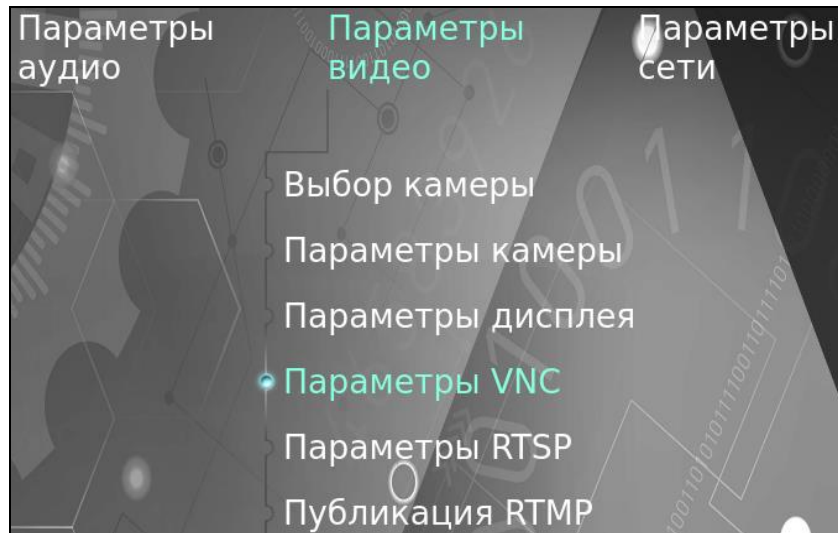 Параметры аудио
Параметры видео
Параметры сети
Выбор камеры
Параметры камеры
Параметры дисплея
Параметры VNC
Параметры RTSP
Публикация RTMP